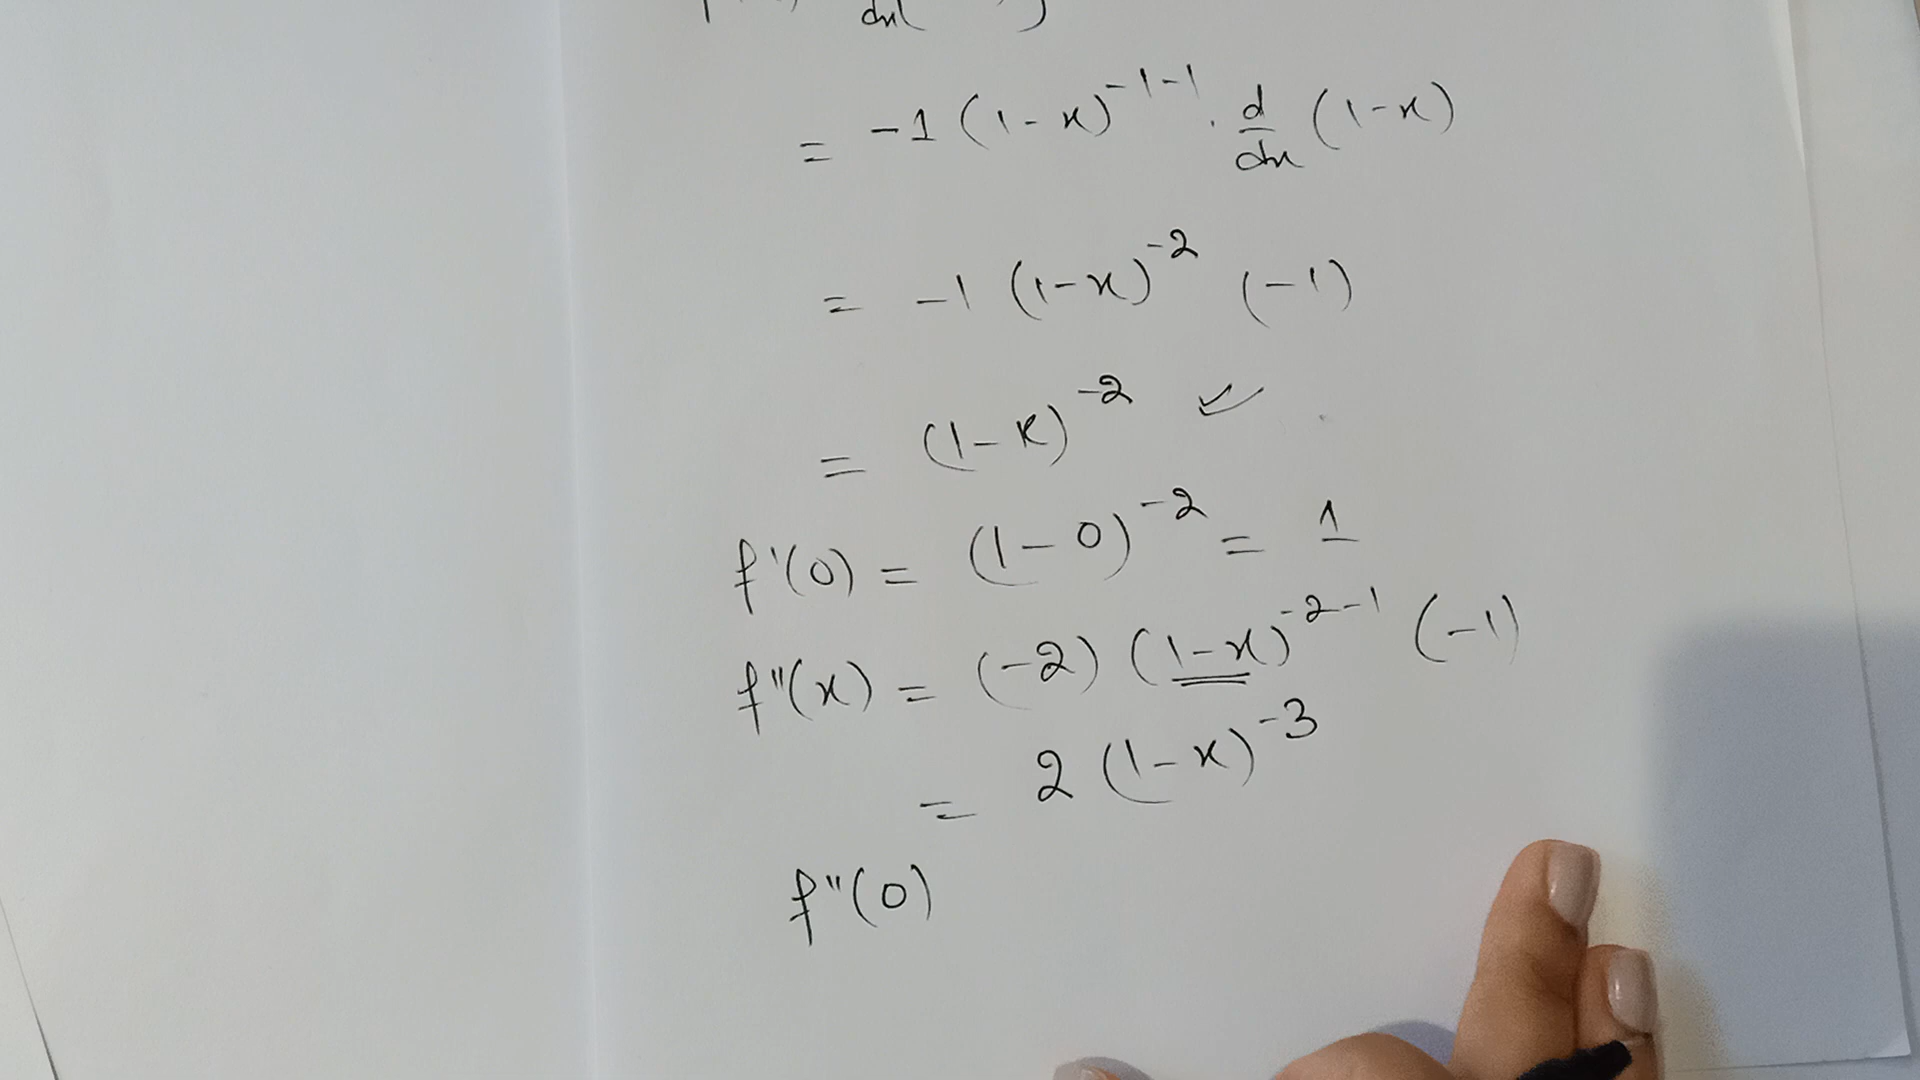 dx(
= -1 (1-x)^{-1-1} . d/dx (1-x)
= -1 (1-x)^{-2} (-1)
= (1-x)^{-2} ✓
f'(0) = (1-0)^{-2} = 1
f''(x) = (-2) (1-x)^{-2-1} (-1)
= 2 (1-x)^{-3}
f''(0)